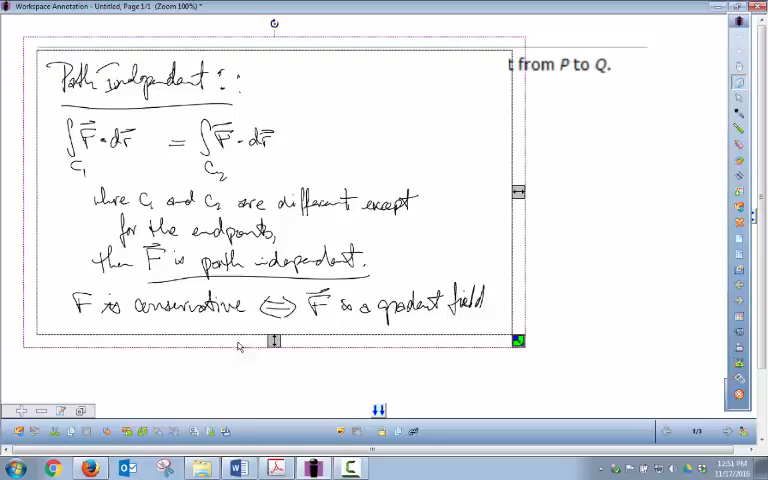 Workspace Annotation - Untitled, Page 1/1 (Zoom 100%) *
t from P to Q.
Path Independent :
∫C₁ F⃗ · dr⃗ = ∫C₂ F⃗ · dr⃗
where C₁ and C₂ are different except
for the endpoints,
then F⃗ is path independent.
F is conservative ⟺ F⃗ is a gradient field
1/1
12:51 PM
11/17/2016